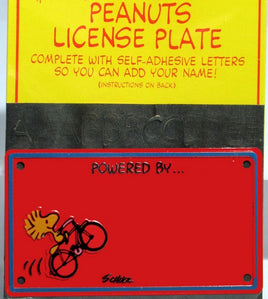 PEANUTS
LICENSE PLATE
COMPLETE WITH SELF-ADHESIVE LETTERS
SO YOU CAN ADD YOUR NAME!
(INSTRUCTIONS ON BACK)
POWERED BY...
SCHULZ